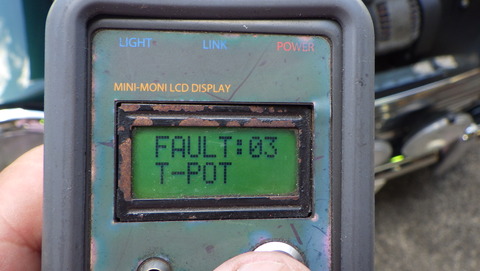 LIGHT LINK POWER
MINI-MONI LCD DISPLAY
FAULT:03
T-POT